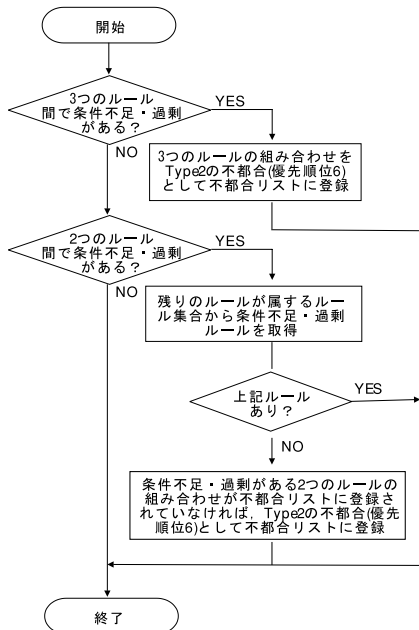 開始
3つのルール
間で条件不足・過剰
がある?
YES
NO
3つのルールの組み合わせを
Type2の不都合(優先順位6)
として不都合リストに登録
2つのルール
間で条件不足・過剰
がある?
YES
NO
残りのルールが属するルー
ル集合から条件不足・過剰
ルールを取得
上記ルール
あり?
YES
NO
条件不足・過剰がある2つのルールの
組み合わせが不都合リストに登録さ
れていなければ，Type2の不都合(優先
順位6)として不都合リストに登録
終了